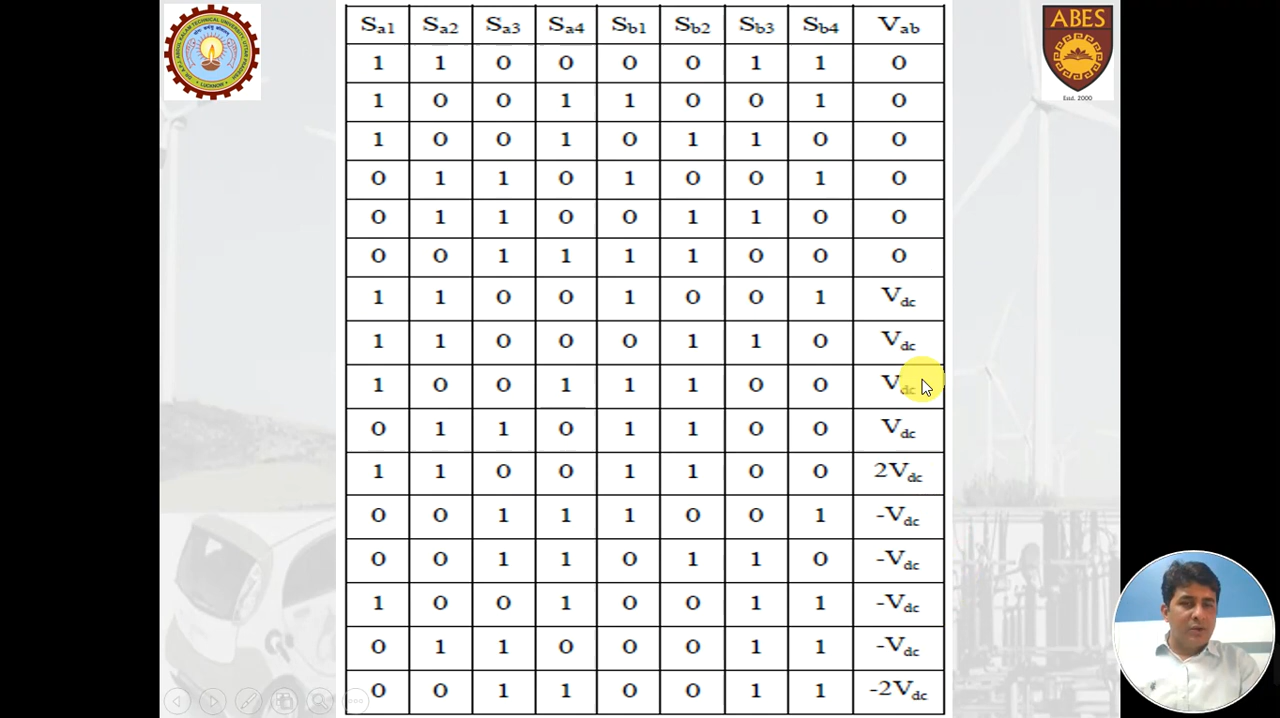 DR. A.P.J. ABDUL KALAM TECHNICAL UNIVERSITY, UTTAR PRADESH
LUCKNOW
ABES
Estd. 2000
Sa1 Sa2 Sa3 Sa4 Sb1 Sb2 Sb3 Sb4 Vab
1 1 0 0 0 0 1 1 0
1 0 0 1 1 0 0 1 0
1 0 0 1 0 1 1 0 0
0 1 1 0 1 0 0 1 0
0 1 1 0 0 1 1 0 0
0 0 1 1 1 1 0 0 0
1 1 0 0 1 0 0 1 Vdc
1 1 0 0 0 1 1 0 Vdc
1 0 0 1 1 1 0 0 Vdc
0 1 1 0 1 1 0 0 Vdc
1 1 0 0 1 1 0 0 2Vdc
0 0 1 1 1 0 0 1 -Vdc
0 0 1 1 0 1 1 0 -Vdc
1 0 0 1 0 0 1 1 -Vdc
0 1 1 0 0 0 1 1 -Vdc
0 0 1 1 0 0 1 1 -2Vdc